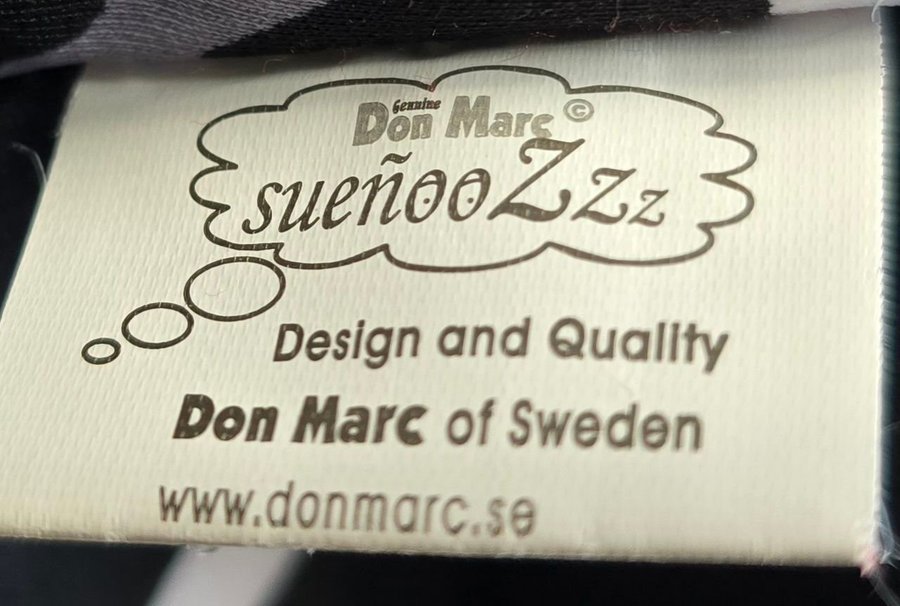 Genuine
Don Marc ©
sueñooZzz
Design and Quality
Don Marc of Sweden
www.donmarc.se